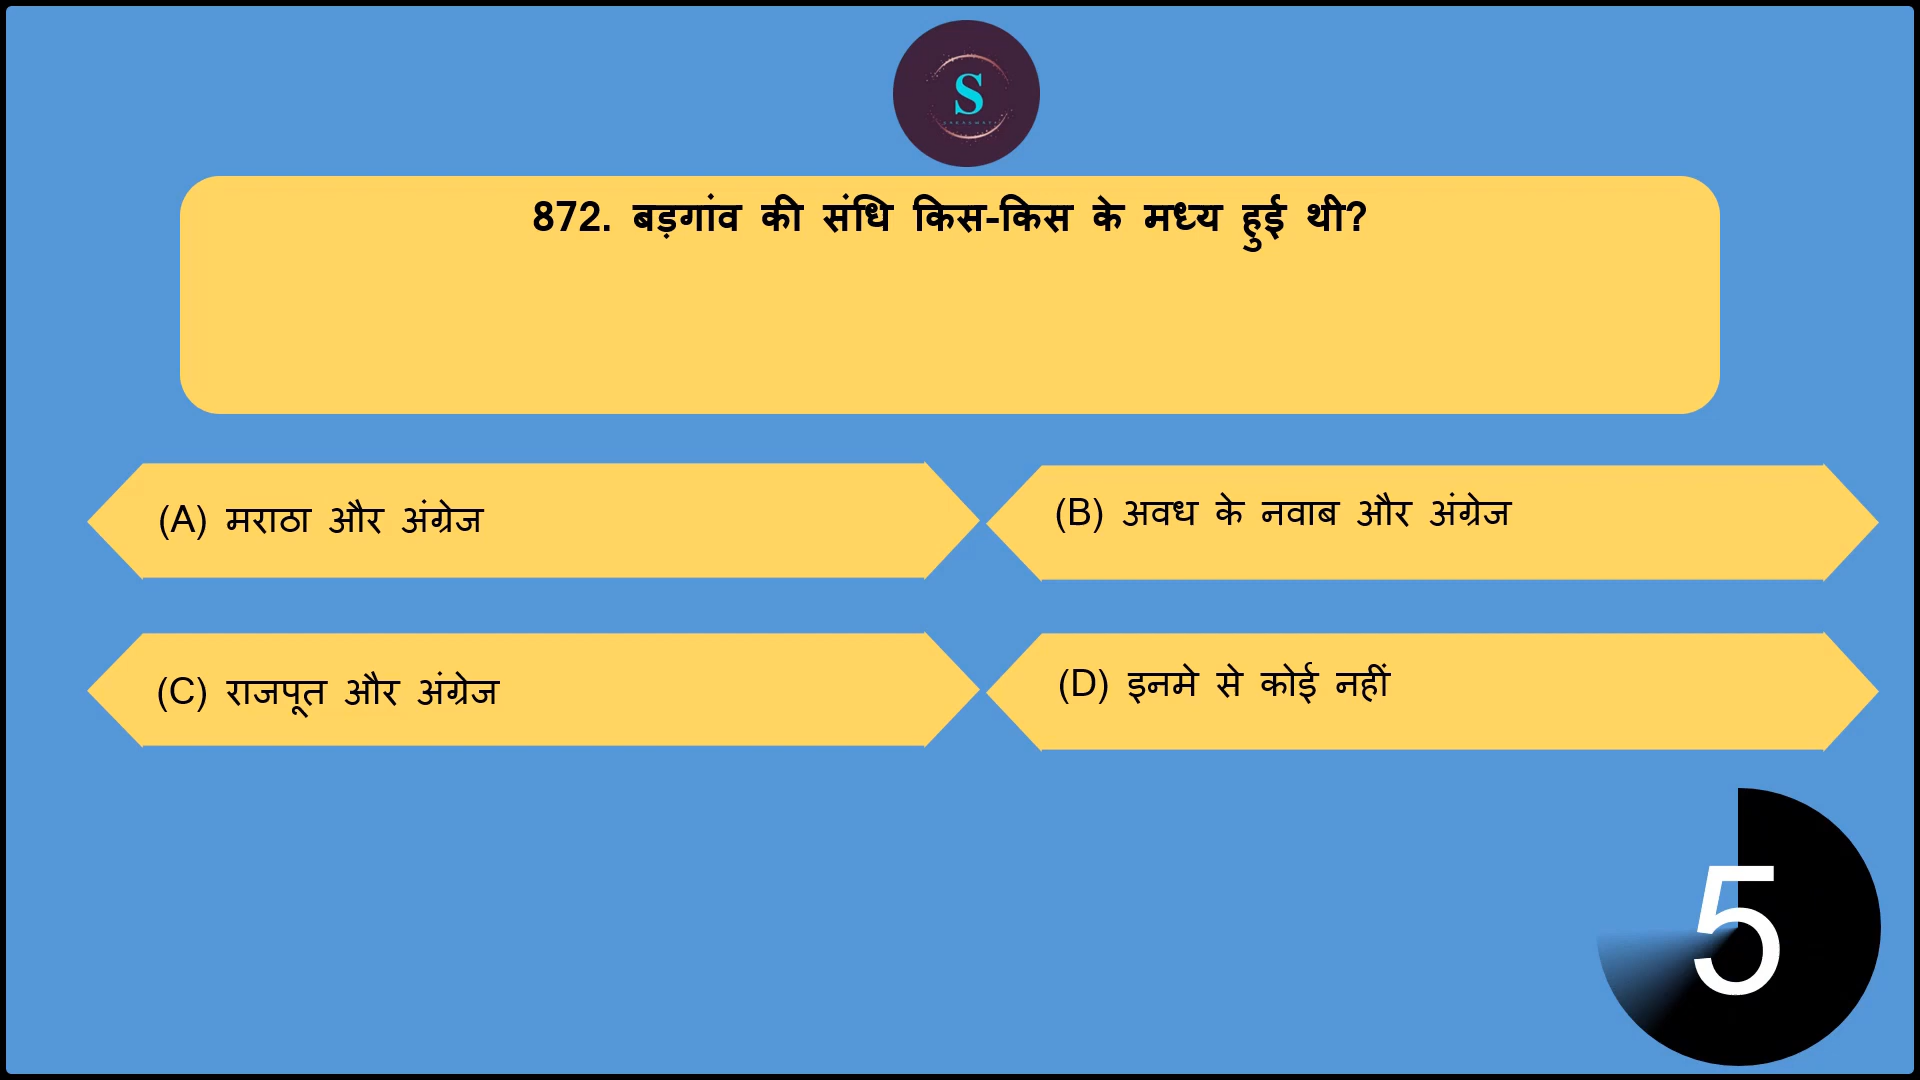 S
872. बड़गांव की संधि किस-किस के मध्य हुई थी?
(A) मराठा और अंग्रेज
(B) अवध के नवाब और अंग्रेज
(C) राजपूत और अंग्रेज
(D) इनमे से कोई नहीं
5